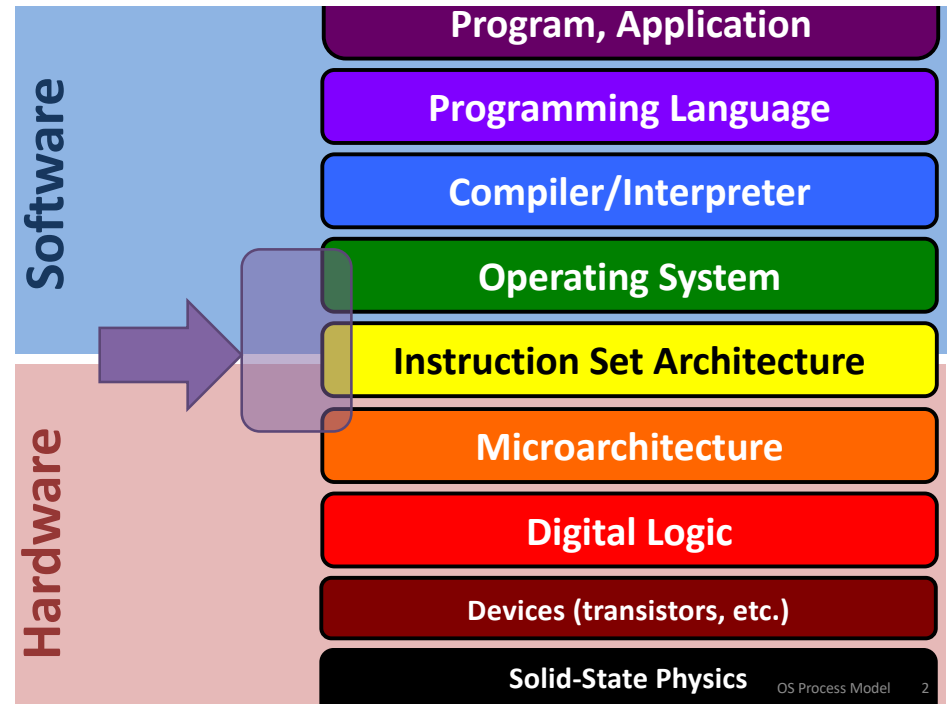 Software
Program, Application
Programming Language
Compiler/Interpreter
Operating System
Instruction Set Architecture
Hardware
Microarchitecture
Digital Logic
Devices (transistors, etc.)
Solid-State Physics
OS Process Model 2